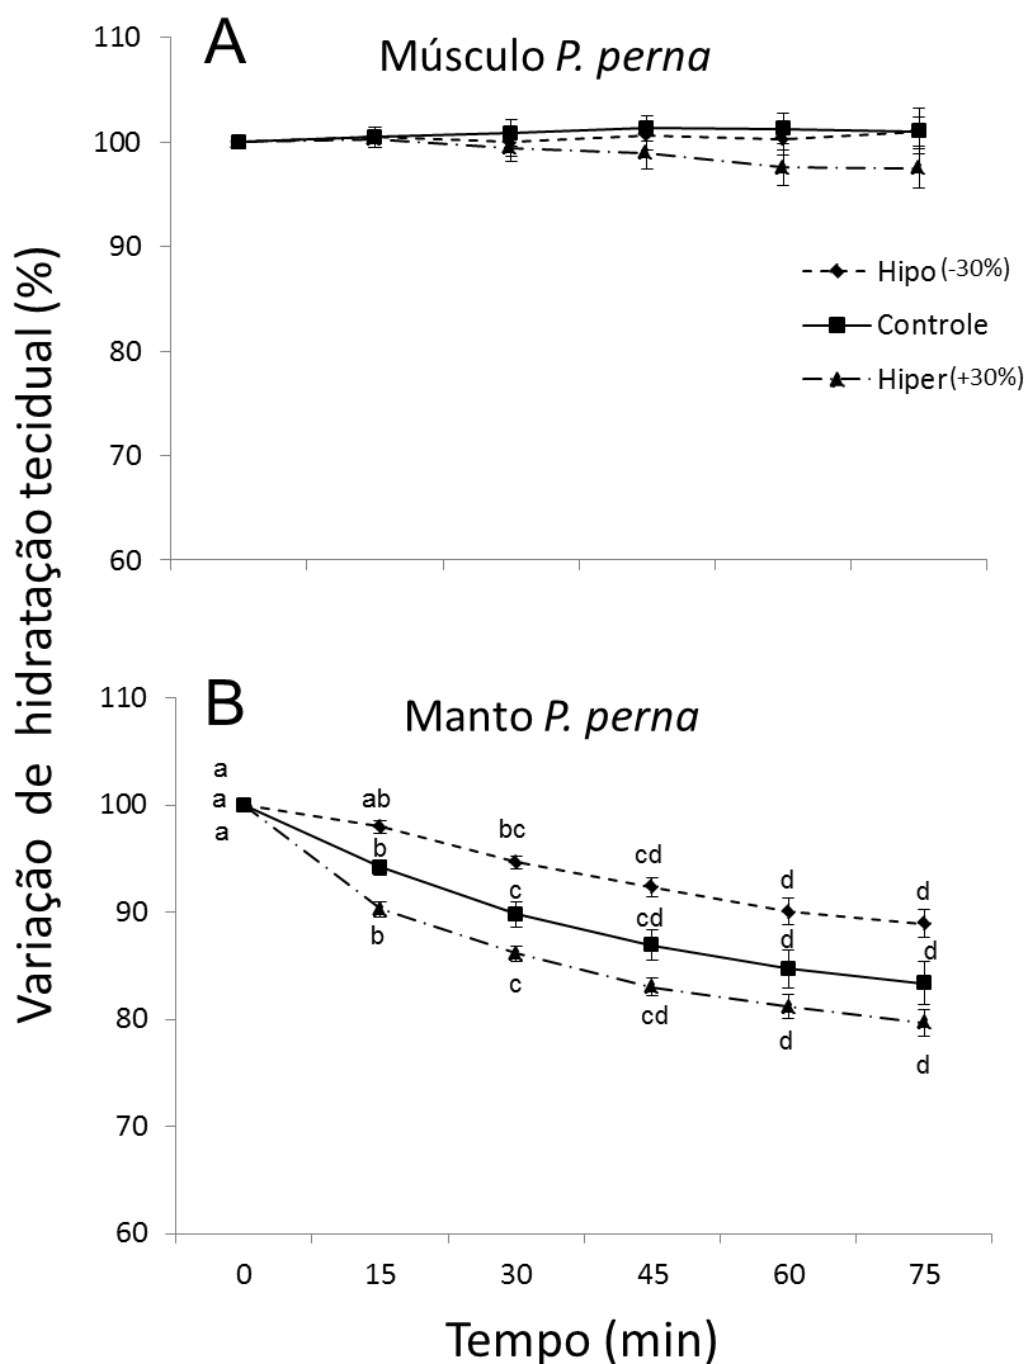 Variação de hidratação tecidual (%)
A
Músculo P. perna
110
100
90
80
70
60
Hipo (-30%)
Controle
Hiper (+30%)
B
Manto P. perna
110
100
90
80
70
60
a
a
a
ab
b
b
bc
c
c
cd
cd
cd
d
d
d
d
d
d
0 15 30 45 60 75
Tempo (min)